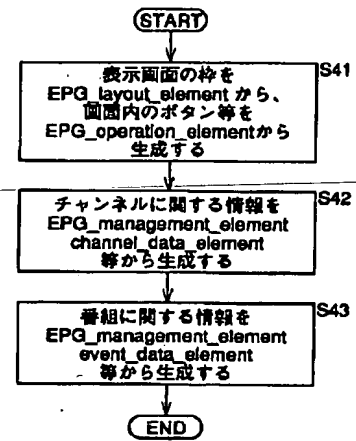 START
S41
表示画面の枠を
EPG_layout_element から、
画面内のボタン等を
EPG_operation_elementから
生成する
S42
チャンネルに関する情報を
EPG_management_element
channel_data_element
等から生成する
S43
番組に関する情報を
EPG_management_element
event_data_element
等から生成する
END